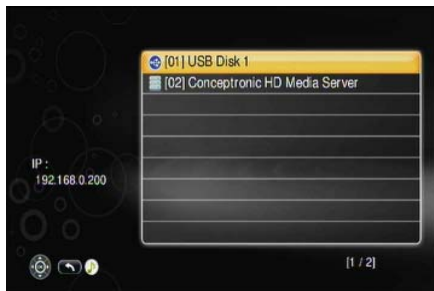 [01] USB Disk 1
[02] Conceptronic HD Media Server
IP :
192.168.0.200
[1 / 2]